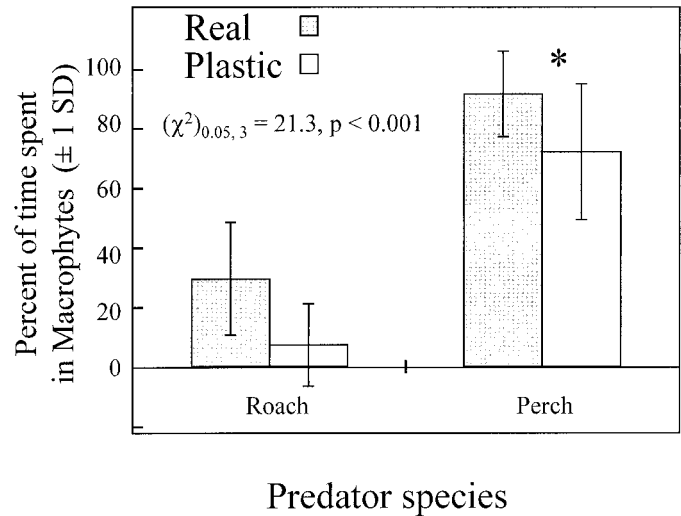 Real
Plastic
(χ²)0.05, 3 = 21.3, p < 0.001
*
100
80
60
40
20
0
Percent of time spent
in Macrophytes (± 1 SD)
Roach Perch
Predator species